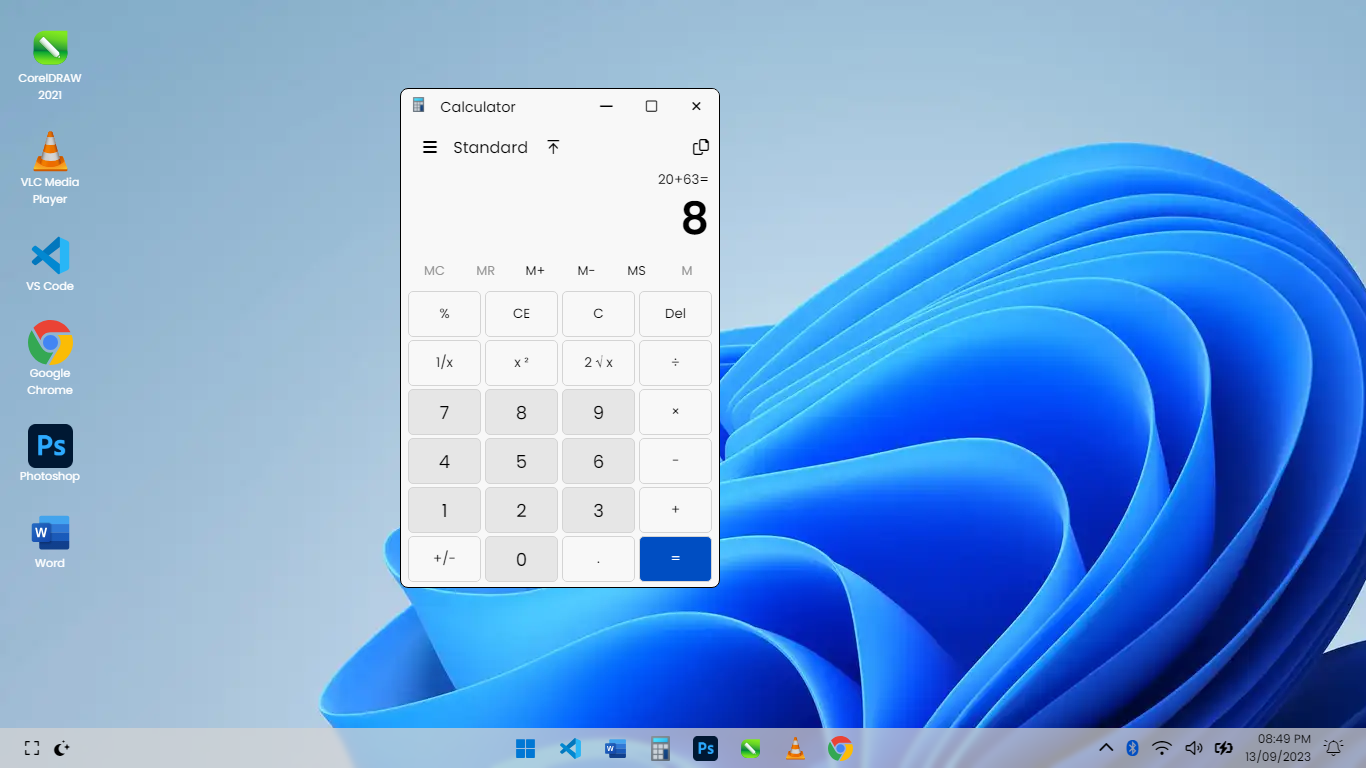 CorelDRAW
2021
VLC Media
Player
VS Code
Google
Chrome
Ps
Photoshop
W
Word
Calculator
Standard
20+63=
8
MC MR M+ M- MS M
% CE C Del
1/x x ² 2 √ x ÷
7 8 9 ×
4 5 6 -
1 2 3 +
+/- 0 . =
W
Ps
08:49 PM
13/09/2023